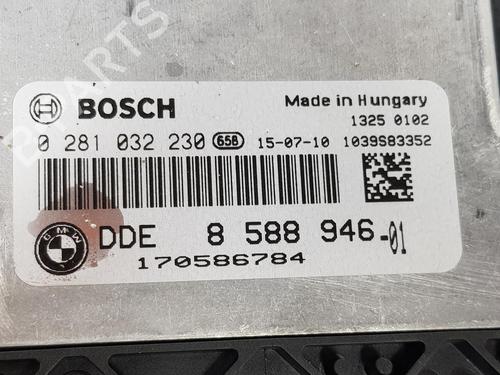 BOSCH
Made in Hungary
1325 0102
0 281 032 230 658 15-07-10 1039S83352
BMW
DDE 8 588 946-01
170586784